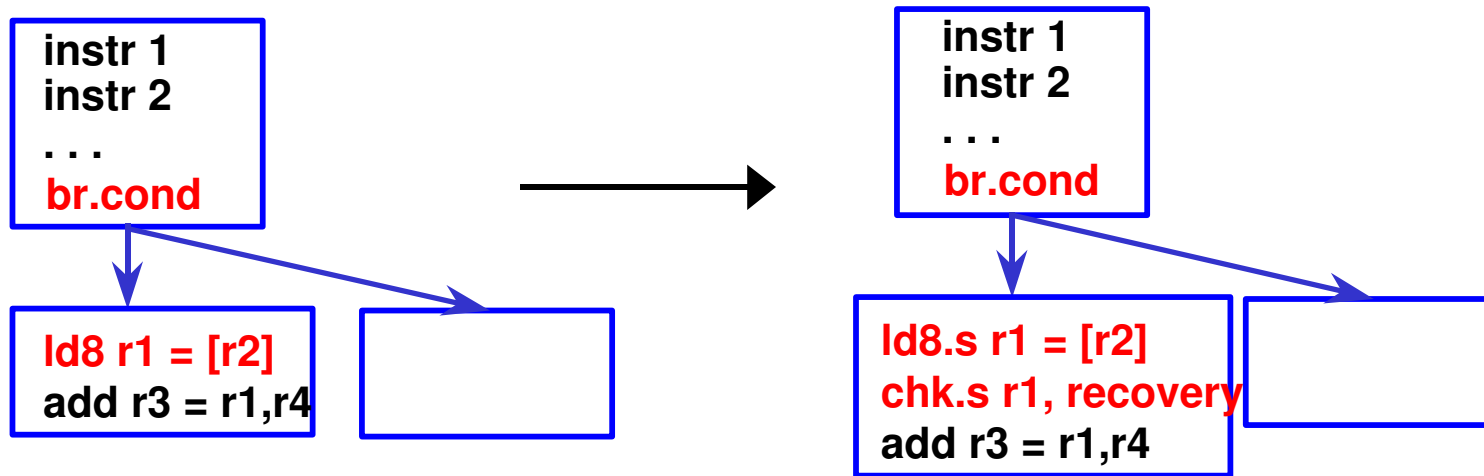 instr 1
instr 2
. . .
br.cond
ld8 r1 = [r2]
add r3 = r1,r4
instr 1
instr 2
. . .
br.cond
ld8.s r1 = [r2]
chk.s r1, recovery
add r3 = r1,r4